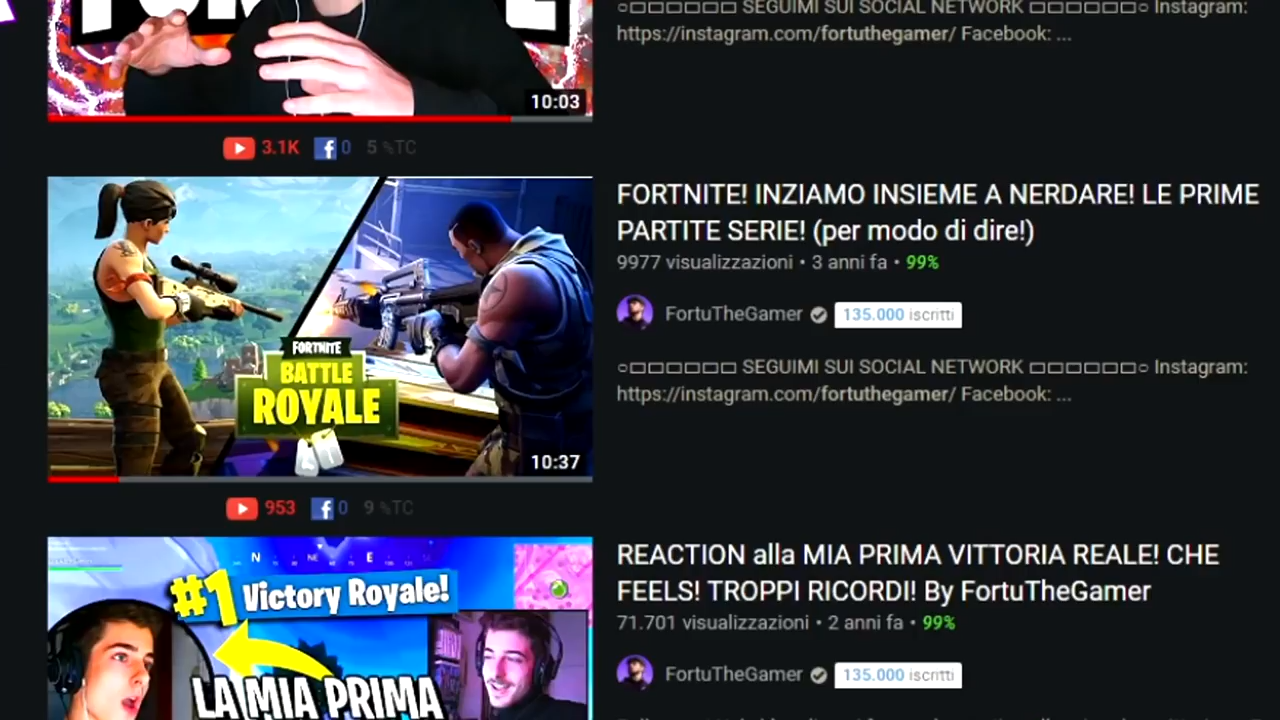 ○□□□□□□ SEGUIMI SUI SOCIAL NETWORK □□□□□□○ Instagram:
https://instagram.com/fortuthegamer/ Facebook: ...
10:03
3.1K 0 5 %TC
FORTNITE! INZIAMO INSIEME A NERDARE! LE PRIME
PARTITE SERIE! (per modo di dire!)
9977 visualizzazioni • 3 anni fa • 99%
FortuTheGamer 135.000 iscritti
○□□□□□□ SEGUIMI SUI SOCIAL NETWORK □□□□□□○ Instagram:
https://instagram.com/fortuthegamer/ Facebook: ...
FORTNITE
BATTLE
ROYALE
10:37
953 0 9 %TC
REACTION alla MIA PRIMA VITTORIA REALE! CHE
FEELS! TROPPI RICORDI! By FortuTheGamer
71.701 visualizzazioni • 2 anni fa • 99%
FortuTheGamer 135.000 iscritti
N NE E
#1 Victory Royale!
LA MIA PRIMA